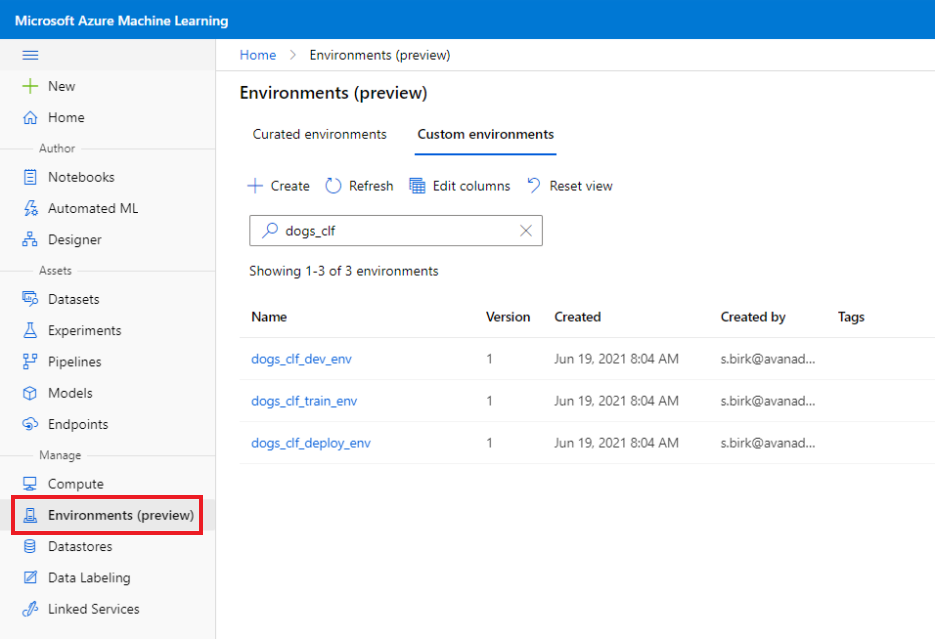 Microsoft Azure Machine Learning
New
Home
Author
Notebooks
Automated ML
Designer
Assets
Datasets
Experiments
Pipelines
Models
Endpoints
Manage
Compute
Environments (preview)
Datastores
Data Labeling
Linked Services
Home > Environments (preview)
Environments (preview)
Curated environments Custom environments
Create Refresh Edit columns Reset view
dogs_clf
Showing 1-3 of 3 environments
Name Version Created Created by Tags
dogs_clf_dev_env 1 Jun 19, 2021 8:04 AM s.birk@avanad...
dogs_clf_train_env 1 Jun 19, 2021 8:04 AM s.birk@avanad...
dogs_clf_deploy_env 1 Jun 19, 2021 8:04 AM s.birk@avanad...